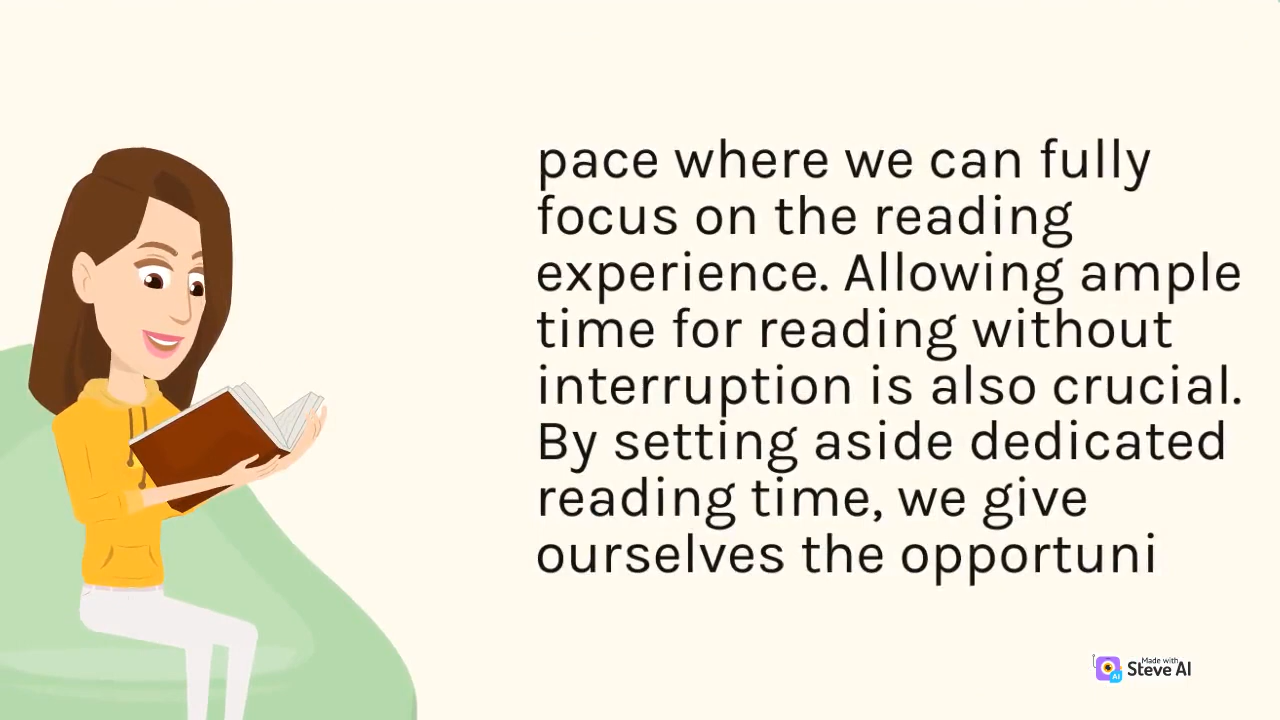 pace where we can fully
focus on the reading
experience. Allowing ample
time for reading without
interruption is also crucial.
By setting aside dedicated
reading time, we give
ourselves the opportuni
Made with
Steve AI
AI